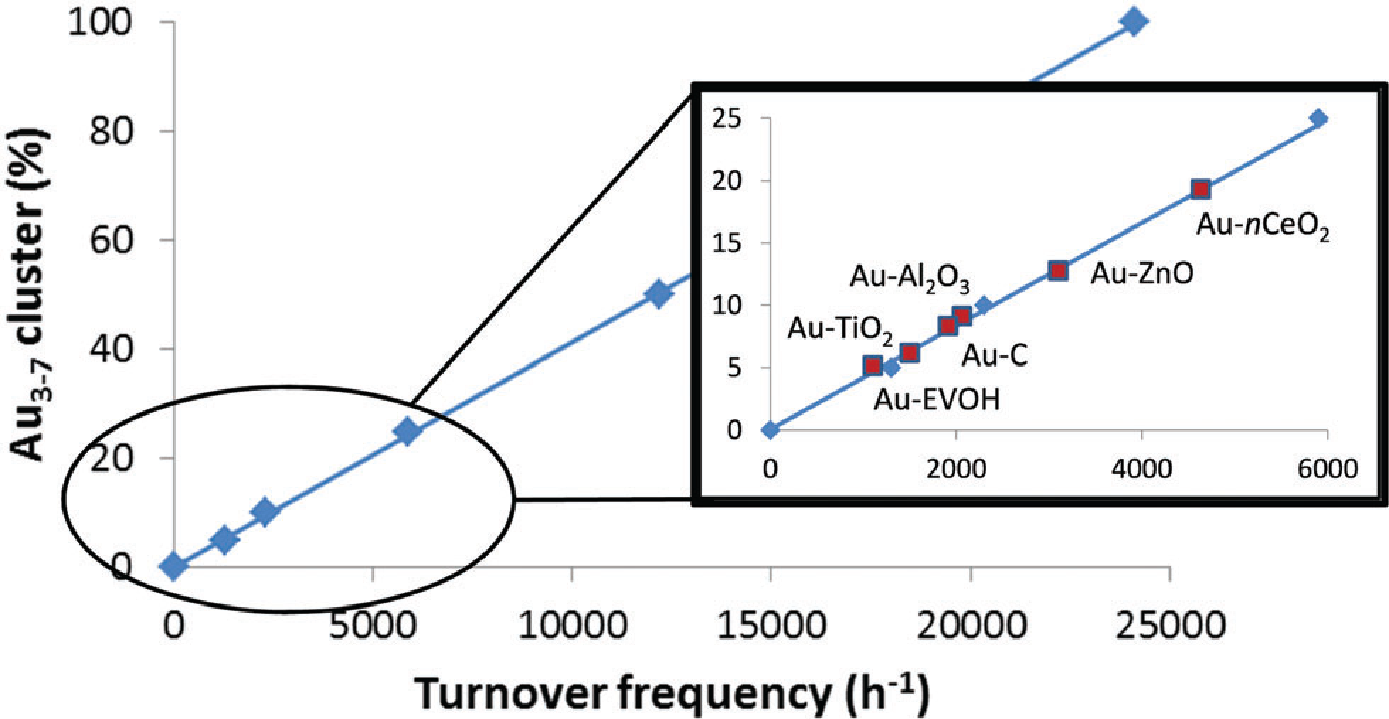 Au3-7 cluster (%)
100
80
60
40
20
0
0 5000 10000 15000 20000 25000
Turnover frequency (h-1)
25
20
15
10
5
0
0 2000 4000 6000
Au-nCeO2
Au-ZnO
Au-Al2O3
Au-TiO2
Au-C
Au-EVOH